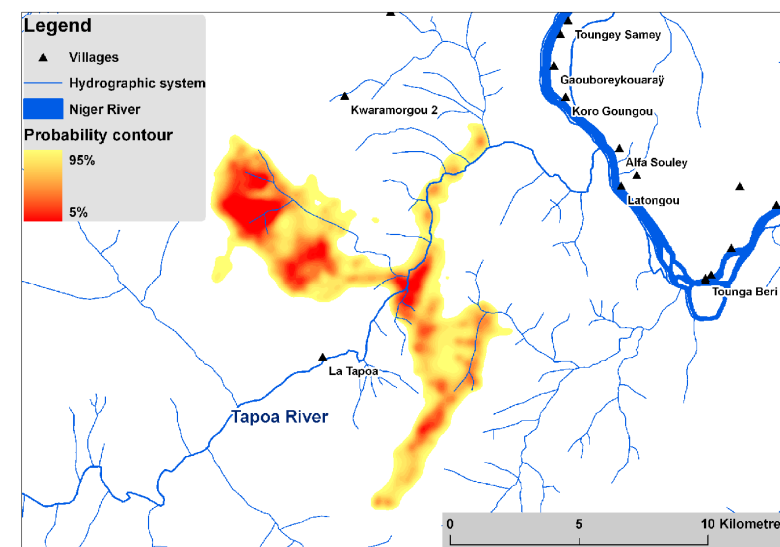 Legend
Villages
Hydrographic system
Niger River
Probability contour
95%
5%
Toungey Samey
Gaouboreykouaraÿ
Kwaramorgou 2
Koro Goungou
Alfa Souley
Latongou
Tounga Beri
La Tapoa
Tapoa River
0 5 10 Kilometre